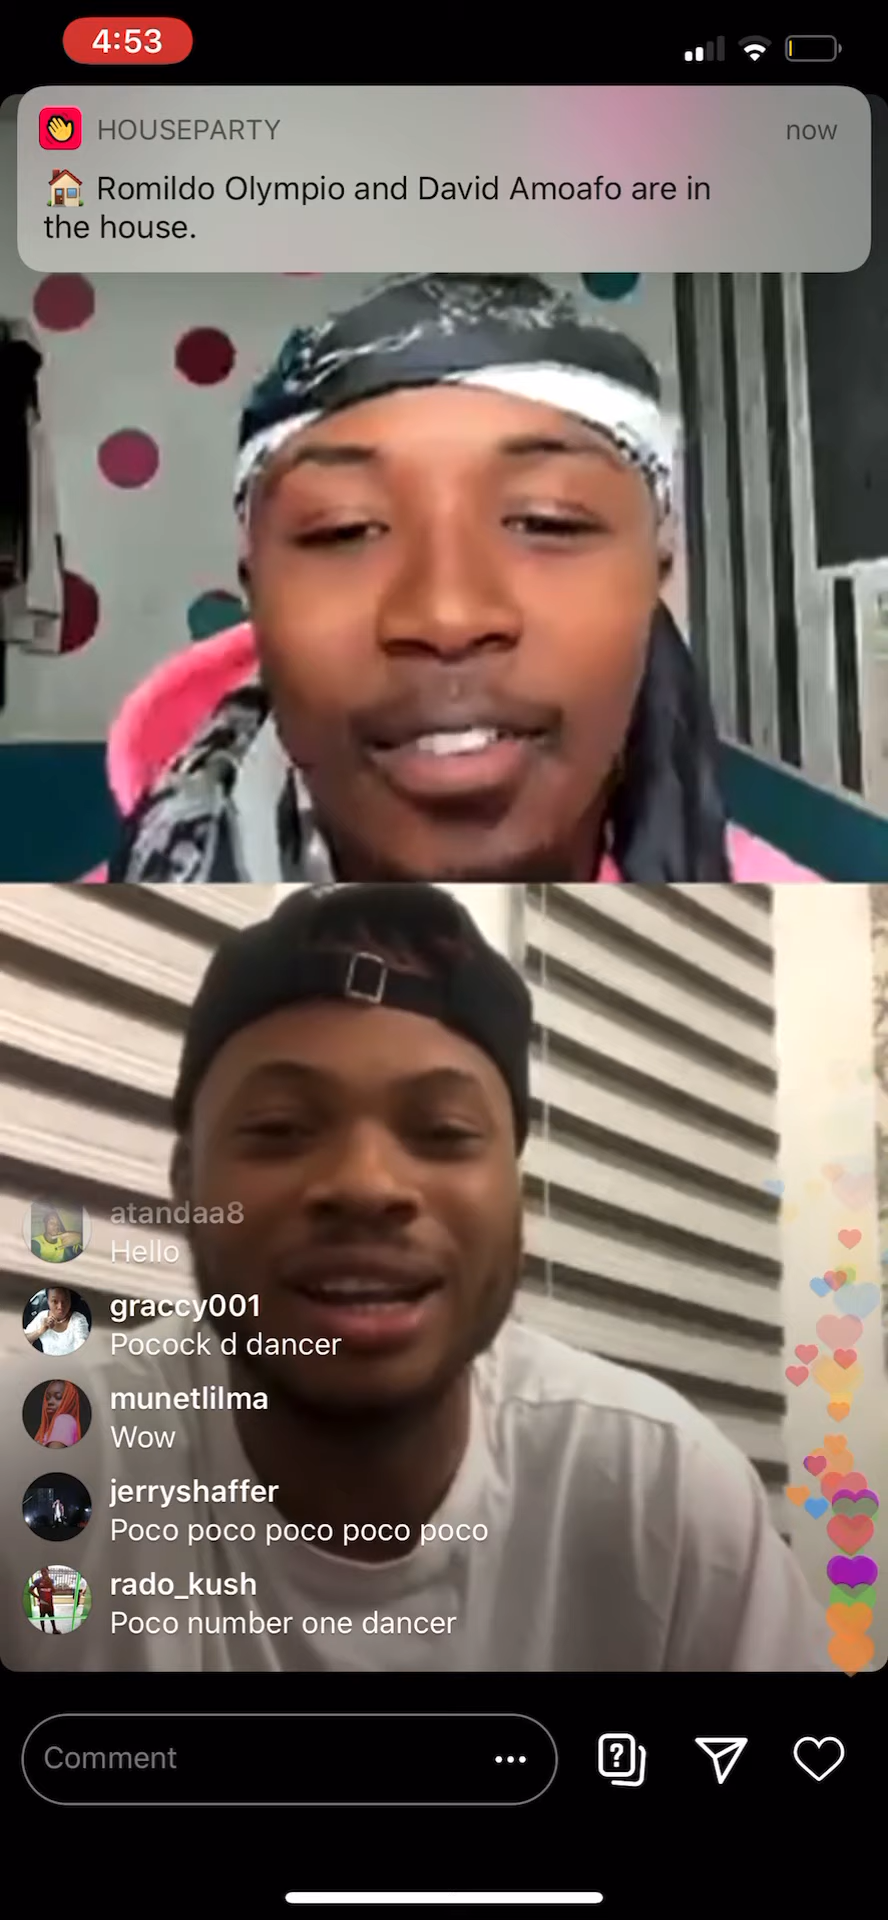 4:53
HOUSEPARTY
now
🏠 Romildo Olympio and David Amoafo are in
the house.
atandaa8
Hello
graccy001
Pocock d dancer
munetlilma
Wow
jerryshaffer
Poco poco poco poco poco
rado_kush
Poco number one dancer
Comment